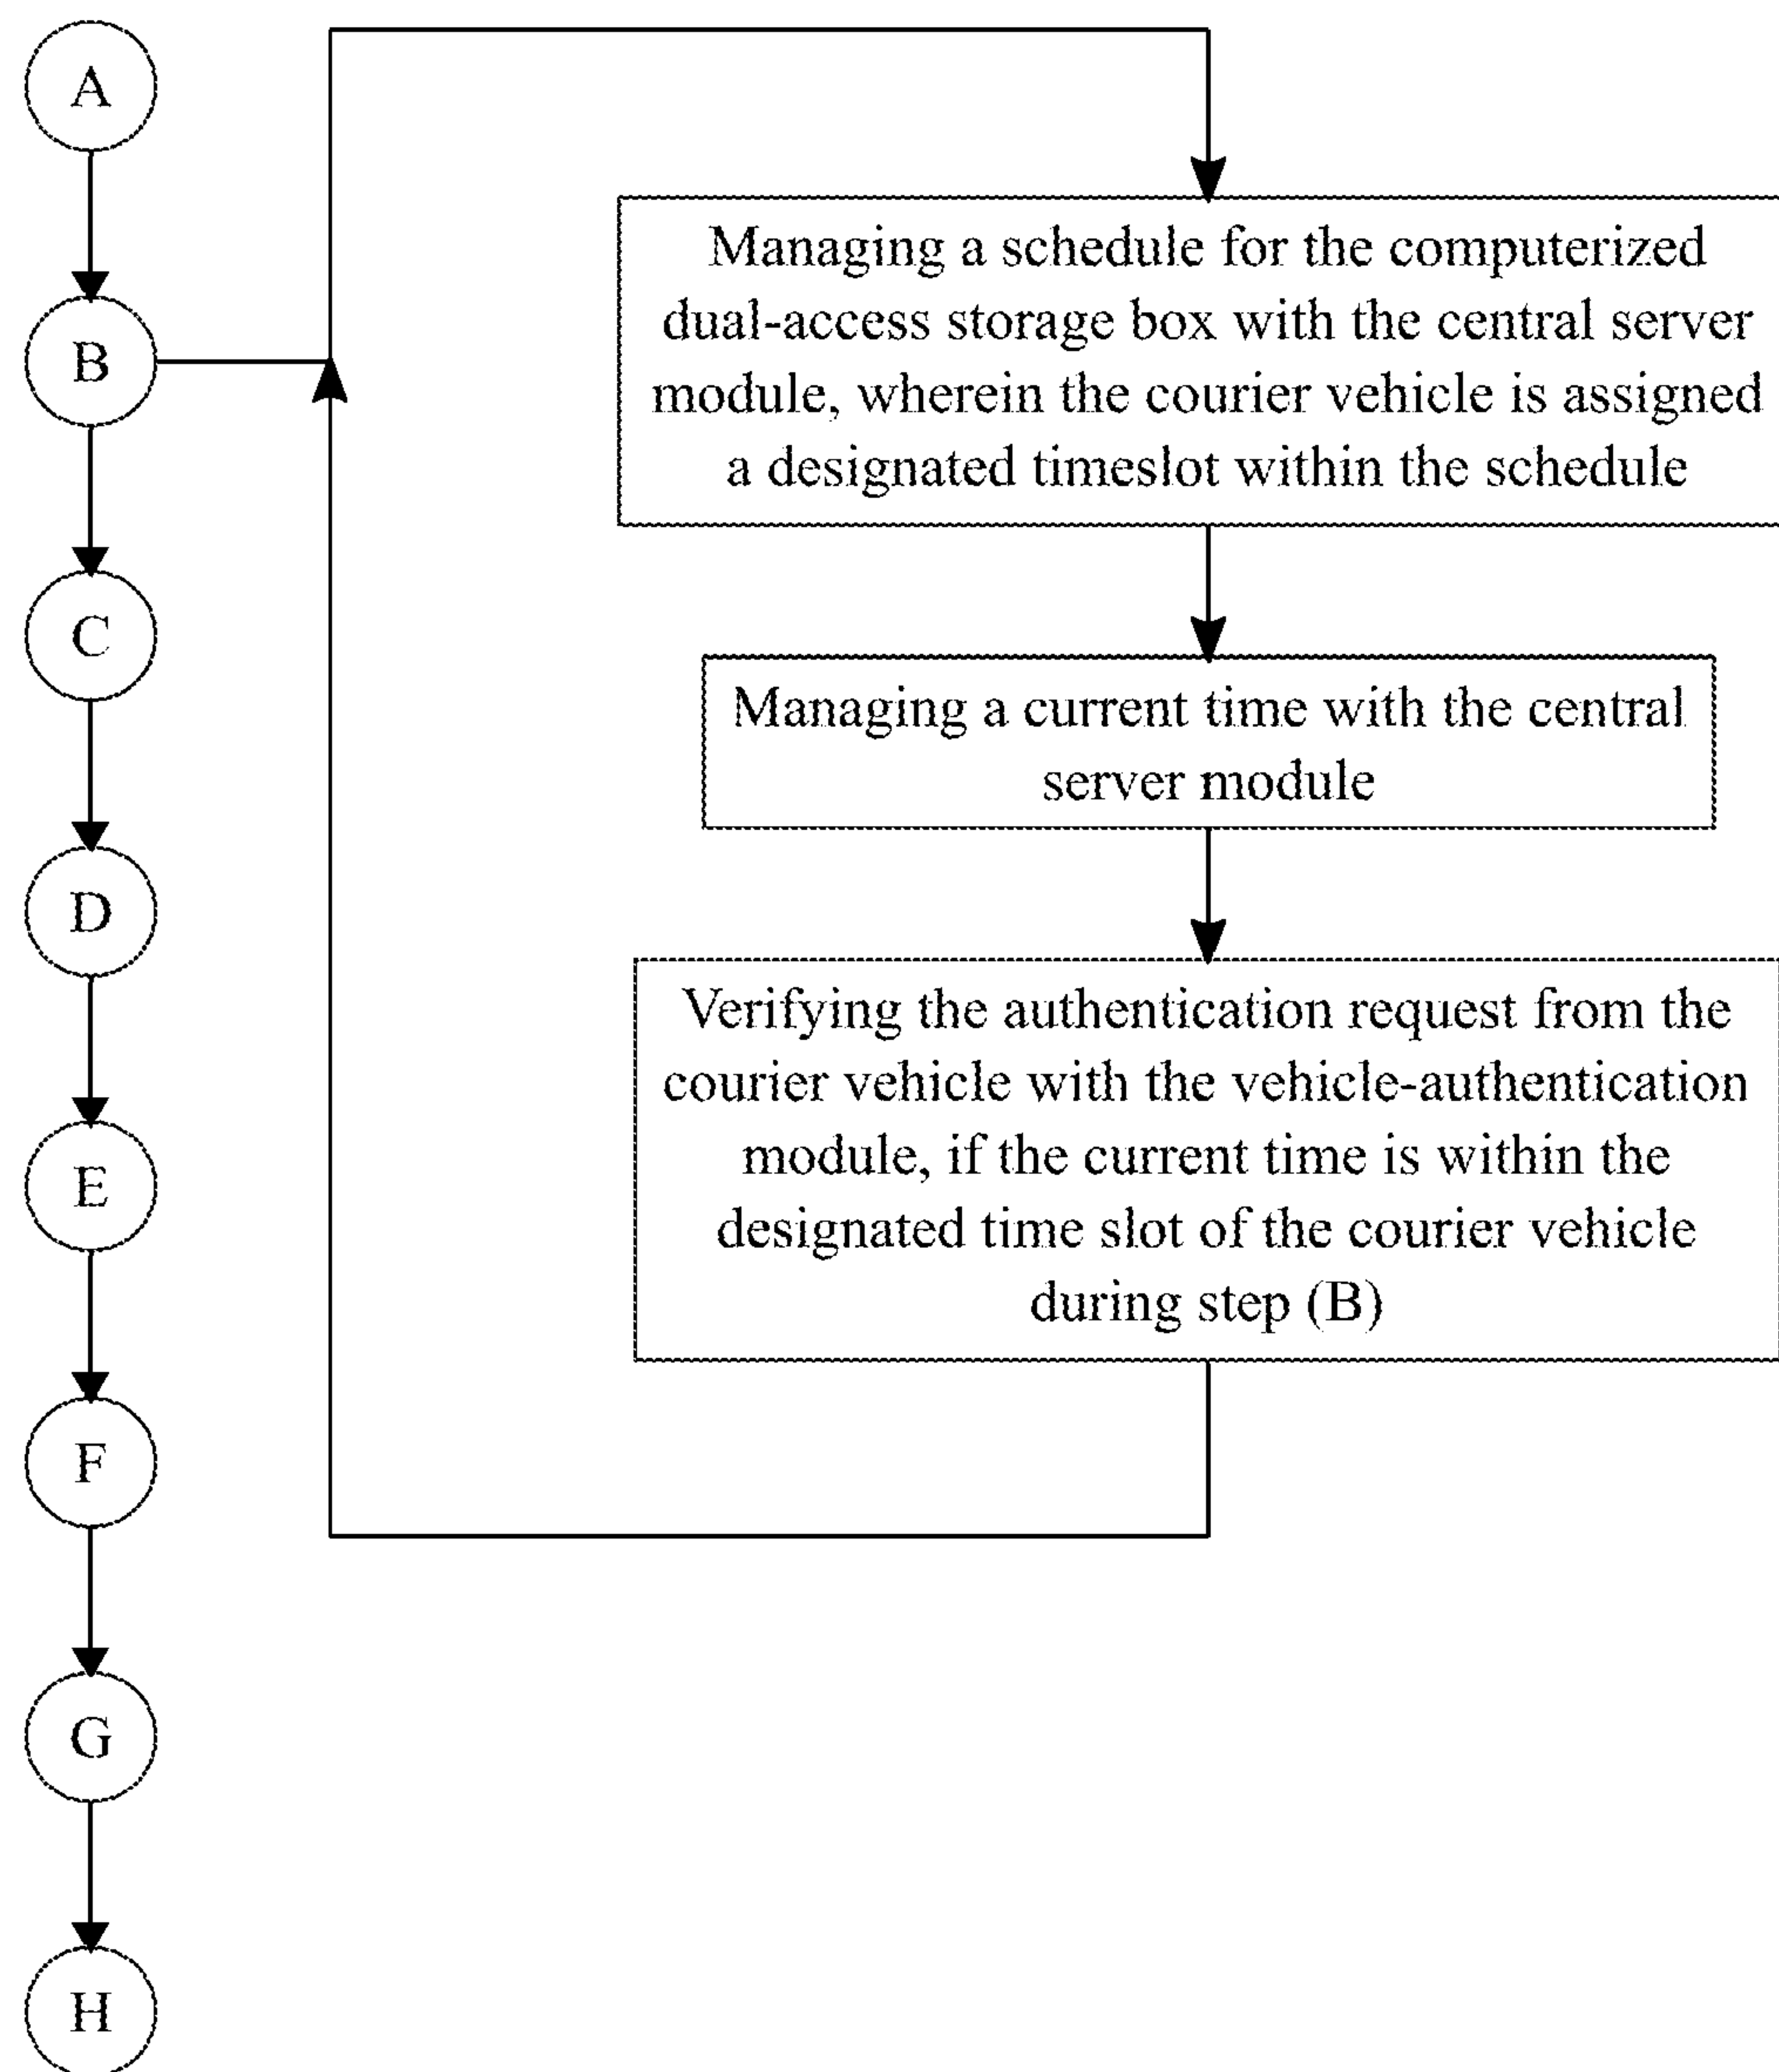 A
B
C
D
E
F
G
H
Managing a schedule for the computerized
dual-access storage box with the central server
module, wherein the courier vehicle is assigned
a designated timeslot within the schedule
Managing a current time with the central
server module
Verifying the authentication request from the
courier vehicle with the vehicle-authentication
module, if the current time is within the
designated time slot of the courier vehicle
during step (B)